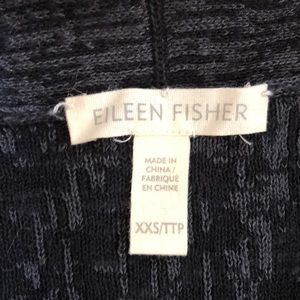 EILEEN FISHER
MADE IN
CHINA /
FABRIQUÉ
EN CHINE
XXS/TTP